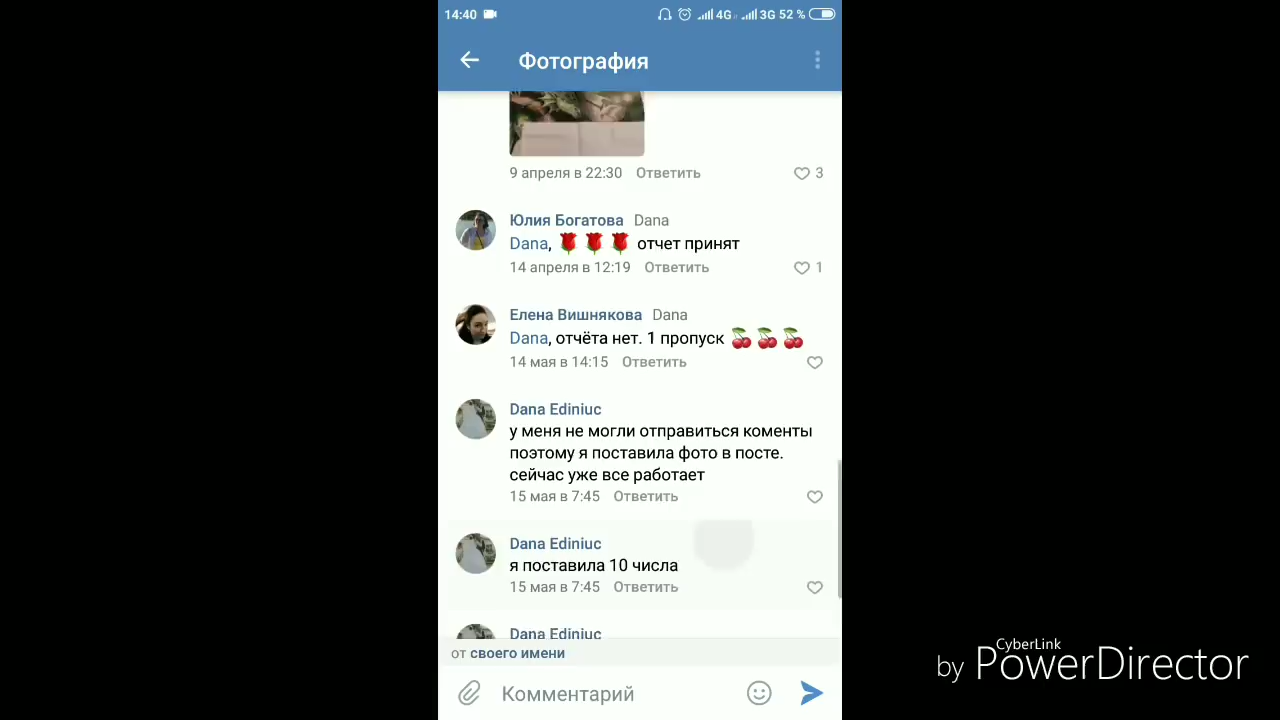 14:40 4G 3G 52 %
Фотография
9 апреля в 22:30 Ответить 3
Юлия Богатова Dana
Dana, 🌹🌹🌹 отчет принят
14 апреля в 12:19 Ответить 1
Елена Вишнякова Dana
Dana, отчёта нет. 1 пропуск 🍒🍒🍒
14 мая в 14:15 Ответить
Dana Ediniuc
у меня не могли отправиться коменты
поэтому я поставила фото в посте.
сейчас уже все работает
15 мая в 7:45 Ответить
Dana Ediniuc
я поставила 10 числа
15 мая в 7:45 Ответить
Dana Ediniuc
от своего имени
Комментарий
CyberLink
by PowerDirector